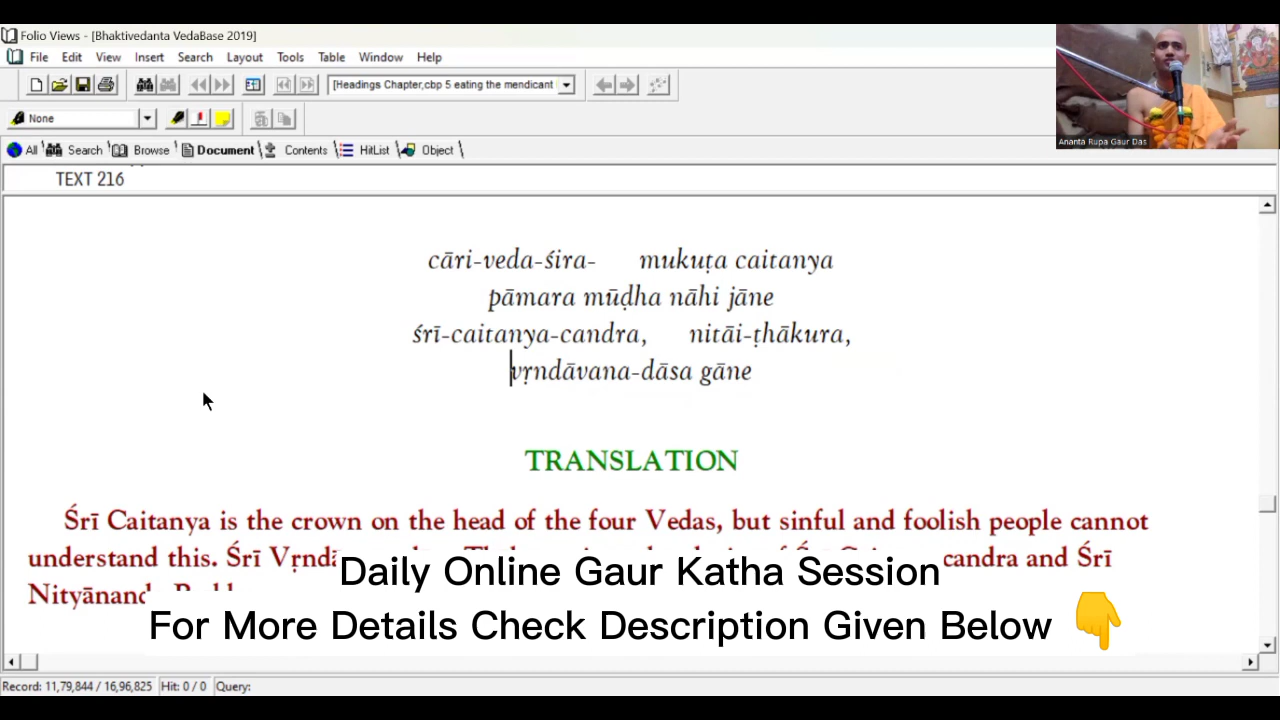 Folio Views - [Bhaktivedanta VedaBase 2019]
File Edit View Insert Search Layout Tools Table Window Help
[Headings Chapter,cbp 5 eating the mendicant
None
All Search Browse Document Contents HitList Object
Ananta Rupa Gaur Das
TEXT 216
cāri-veda-śira- mukuṭa caitanya
pāmara mūḍha nāhi jāne
śrī-caitanya-candra, nitāi-ṭhākura,
vṛndāvana-dāsa gāne
TRANSLATION
Śrī Caitanya is the crown on the head of the four Vedas, but sinful and foolish people cannot
understand this. Śrī candra and Śrī
Daily Online Gaur Katha Session
For More Details Check Description Given Below 👇
Record: 11,79,844 / 16,96,825 Hit: 0 / 0 Query: